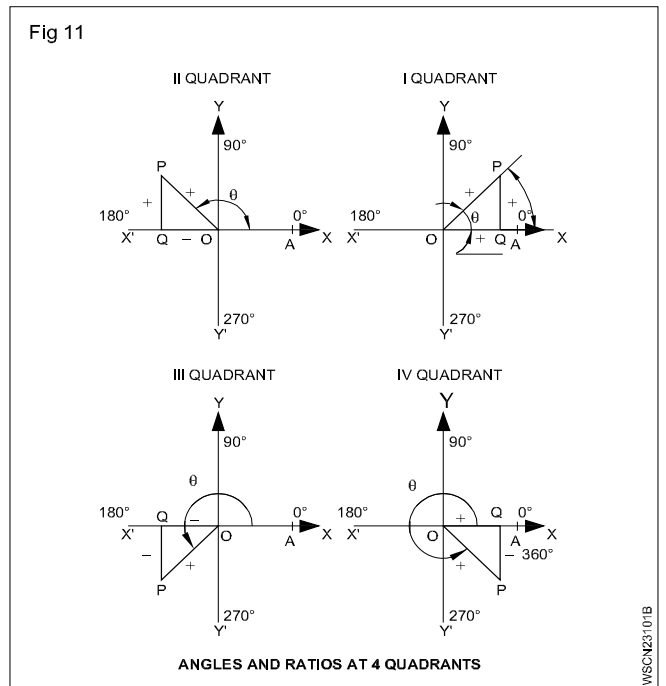 Fig 11
II QUADRANT
I QUADRANT
Y
90°
P
+
+
θ
180°
0°
X'
Q
−
O
A
X
270°
Y'
Y
90°
P
+
θ
+
180°
0°
X'
O
+
Q
A
X
270°
Y'
III QUADRANT
IV QUADRANT
Y
90°
θ
180°
Q
−
0°
X'
O
A
X
−
+
P
270°
Y'
Y
90°
θ
180°
Q
0°
X'
+
O
A
X
+
− 360°
P
270°
Y'
ANGLES AND RATIOS AT 4 QUADRANTS
WSCN23101B